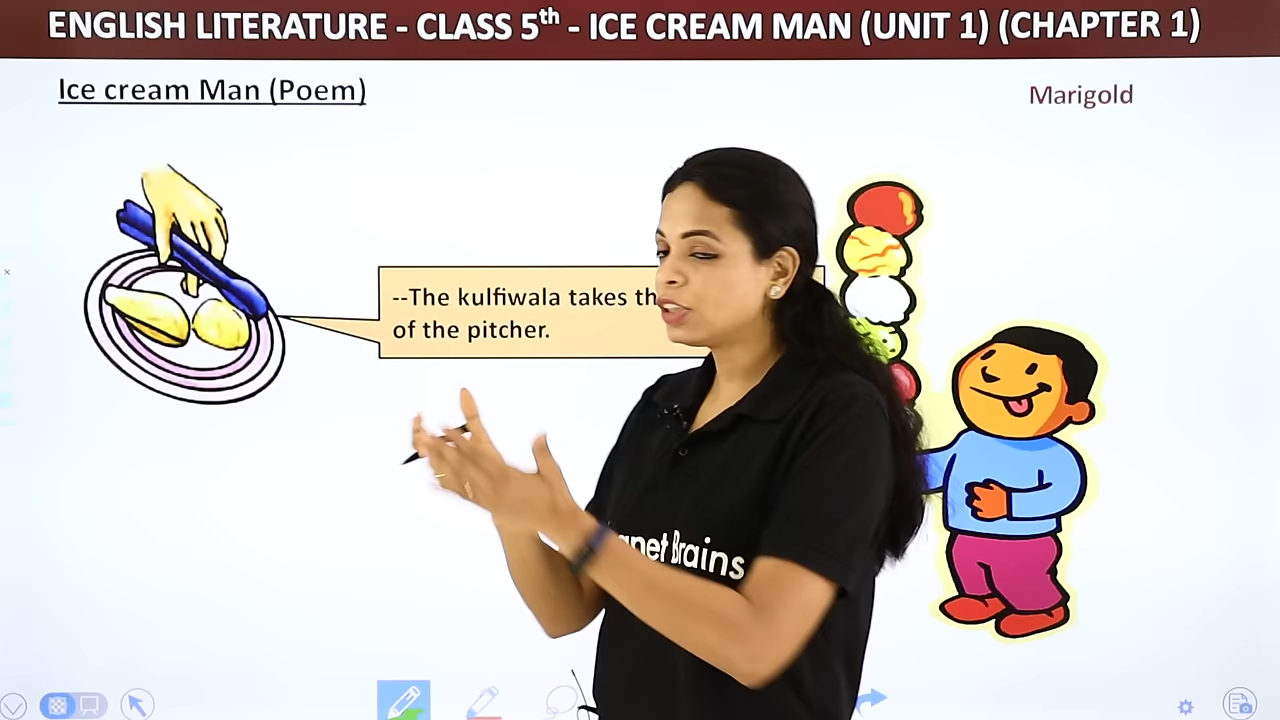 ENGLISH LITERATURE - CLASS 5th - ICE CREAM MAN (UNIT 1) (CHAPTER 1)
Ice cream Man (Poem)
Marigold
--The kulfiwala takes th
of the pitcher.
anet Brains